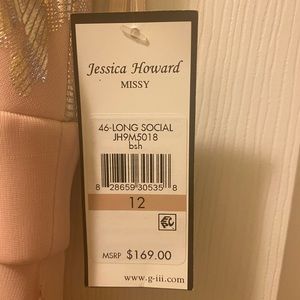 Jessica Howard
MISSY
46-LONG SOCIAL
JH9M5018
bsh
8 28659 30535 8
12
MSRP $169.00
www.g-iii.com